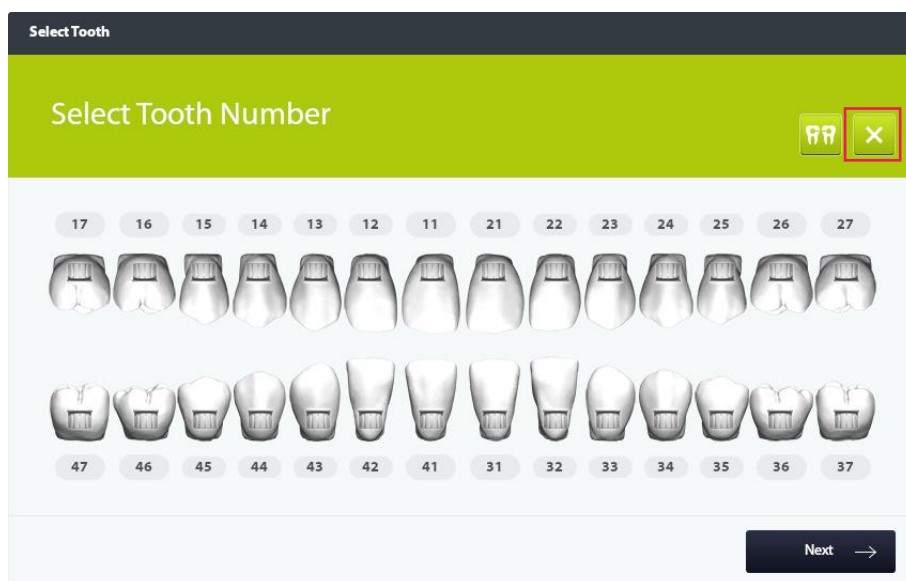 Select Tooth
Select Tooth Number
17 16 15 14 13 12 11 21 22 23 24 25 26 27
47 46 45 44 43 42 41 31 32 33 34 35 36 37
Next